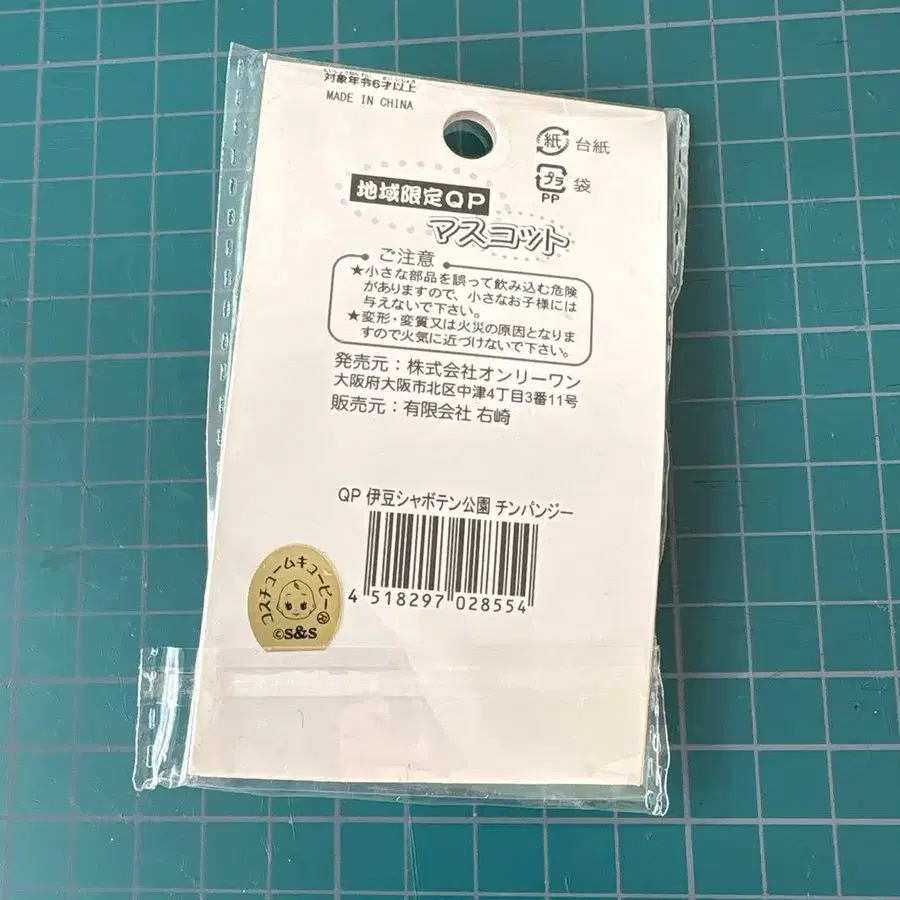 対象年令6才以上
MADE IN CHINA
紙 台紙
プラ 袋
PP
地域限定QP
マスコット
ご注意
★小さな部品を誤って飲み込む危険
がありますので、小さなお子様には
与えないで下さい。
★変形・変質又は火災の原因となりま
すので火気に近づけないで下さい。
発売元：株式会社オンリーワン
大阪府大阪市北区中津4丁目3番11号
販売元：有限会社 右崎
QP 伊豆シャボテン公園 チンパンジー
4 518297 028554
コスチュームキューピー®
©S&S